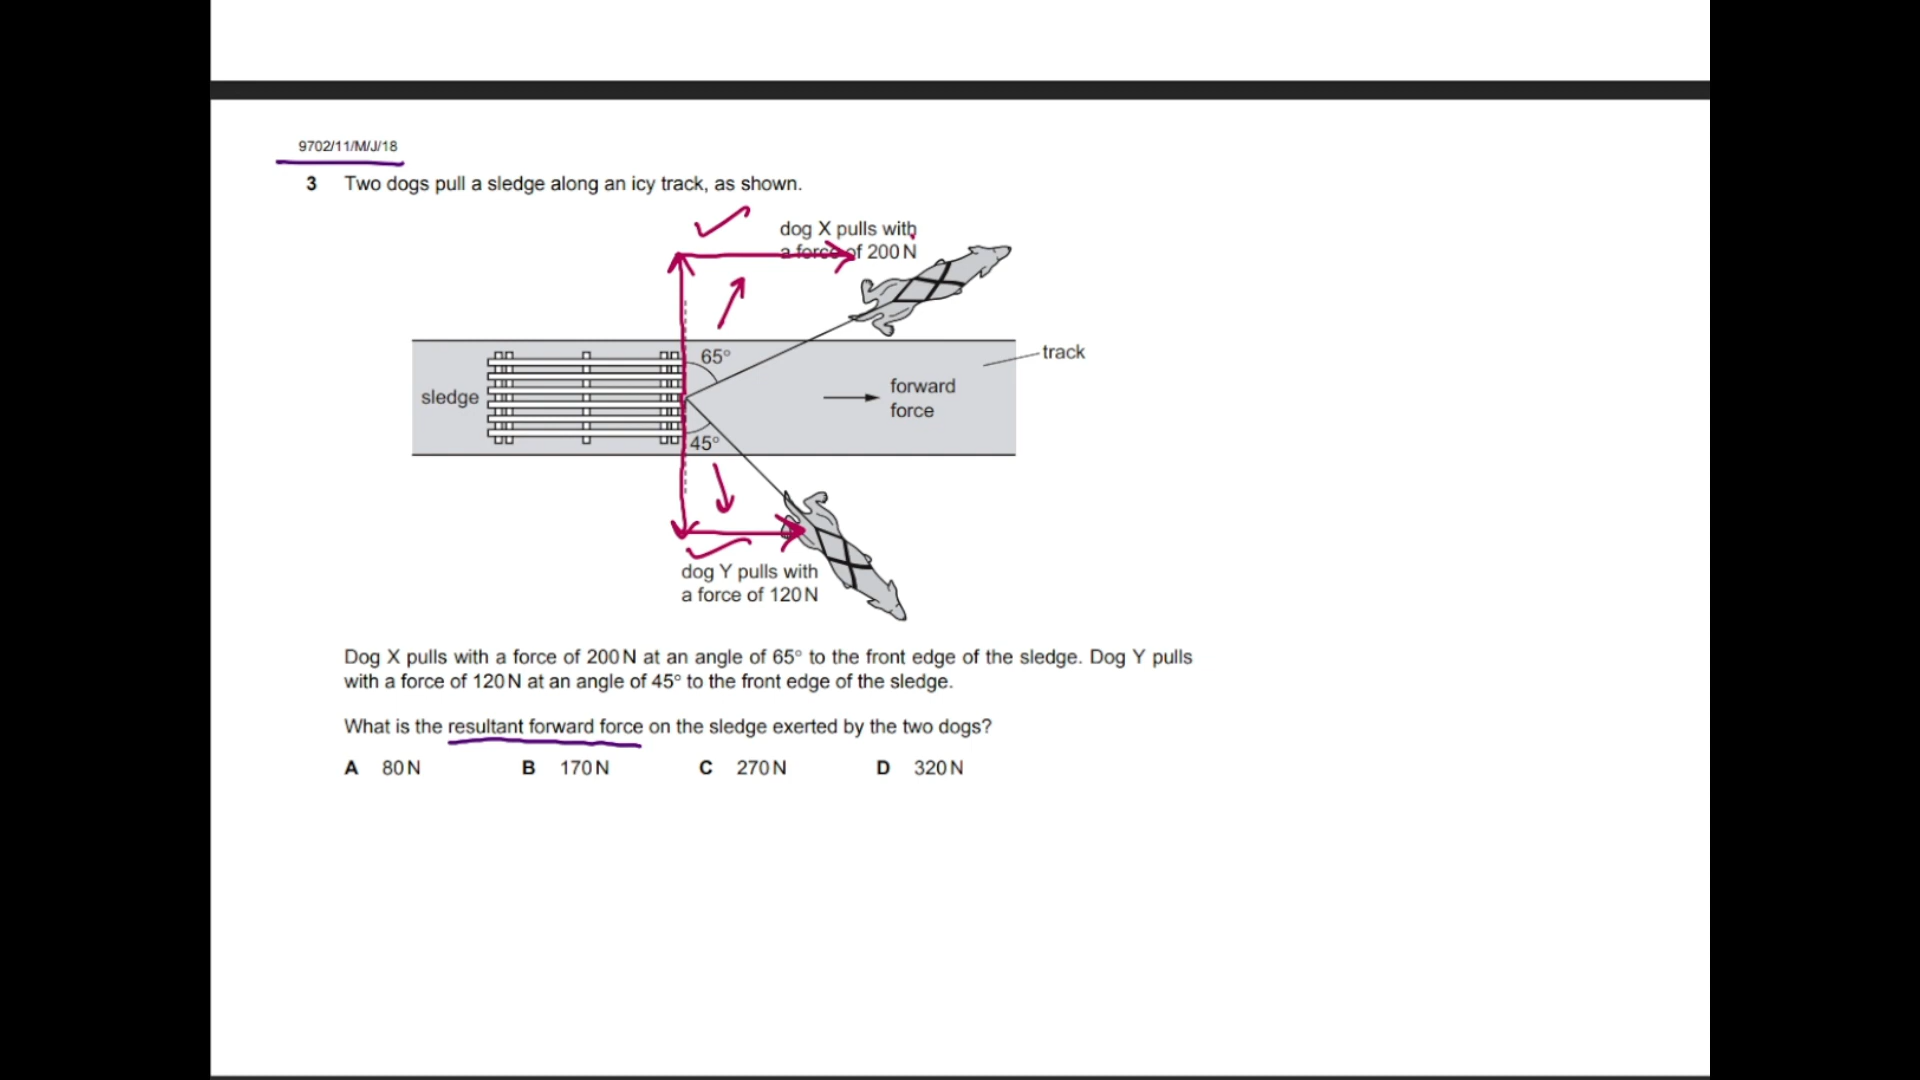 9702/11/M/J/18
3 Two dogs pull a sledge along an icy track, as shown.
dog X pulls with
a force of 200 N
65°
track
sledge
forward
force
45°
dog Y pulls with
a force of 120 N
Dog X pulls with a force of 200 N at an angle of 65° to the front edge of the sledge. Dog Y pulls
with a force of 120 N at an angle of 45° to the front edge of the sledge.
What is the resultant forward force on the sledge exerted by the two dogs?
A 80 N B 170 N C 270 N D 320 N